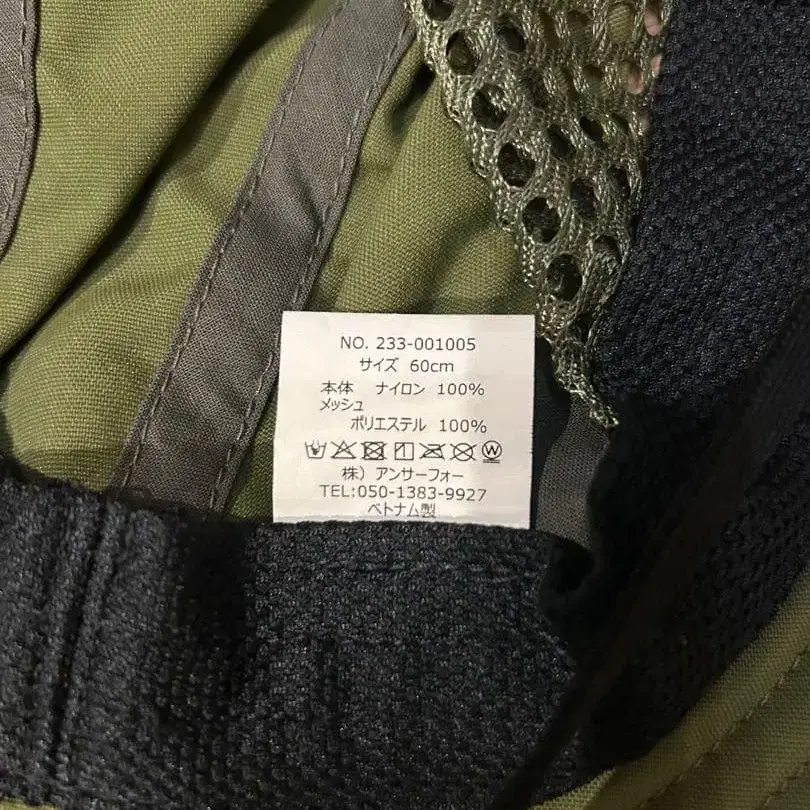 NO. 233-001005
サイズ 60cm
本体 ナイロン 100%
メッシュ
ポリエステル 100%
W
株）アンサーフォー
TEL:050-1383-9927
ベトナム製